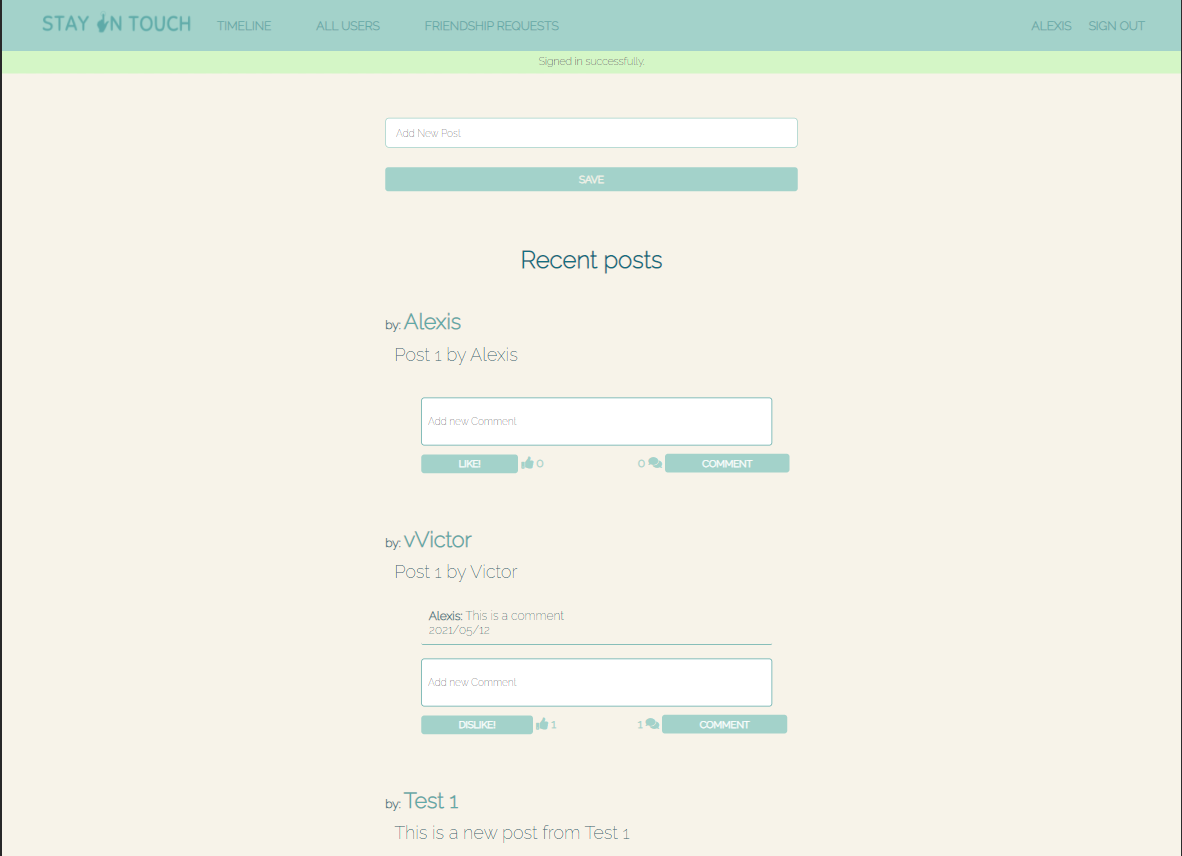 STAY IN TOUCH TIMELINE ALL USERS FRIENDSHIP REQUESTS ALEXIS SIGN OUT
Signed in successfully.
Add New Post
SAVE
Recent posts
by: Alexis
Post 1 by Alexis
Add new Comment
LIKE! 0 0 COMMENT
by: vVictor
Post 1 by Victor
Alexis: This is a comment
2021/05/12
Add new Comment
DISLIKE! 1 1 COMMENT
by: Test 1
This is a new post from Test 1